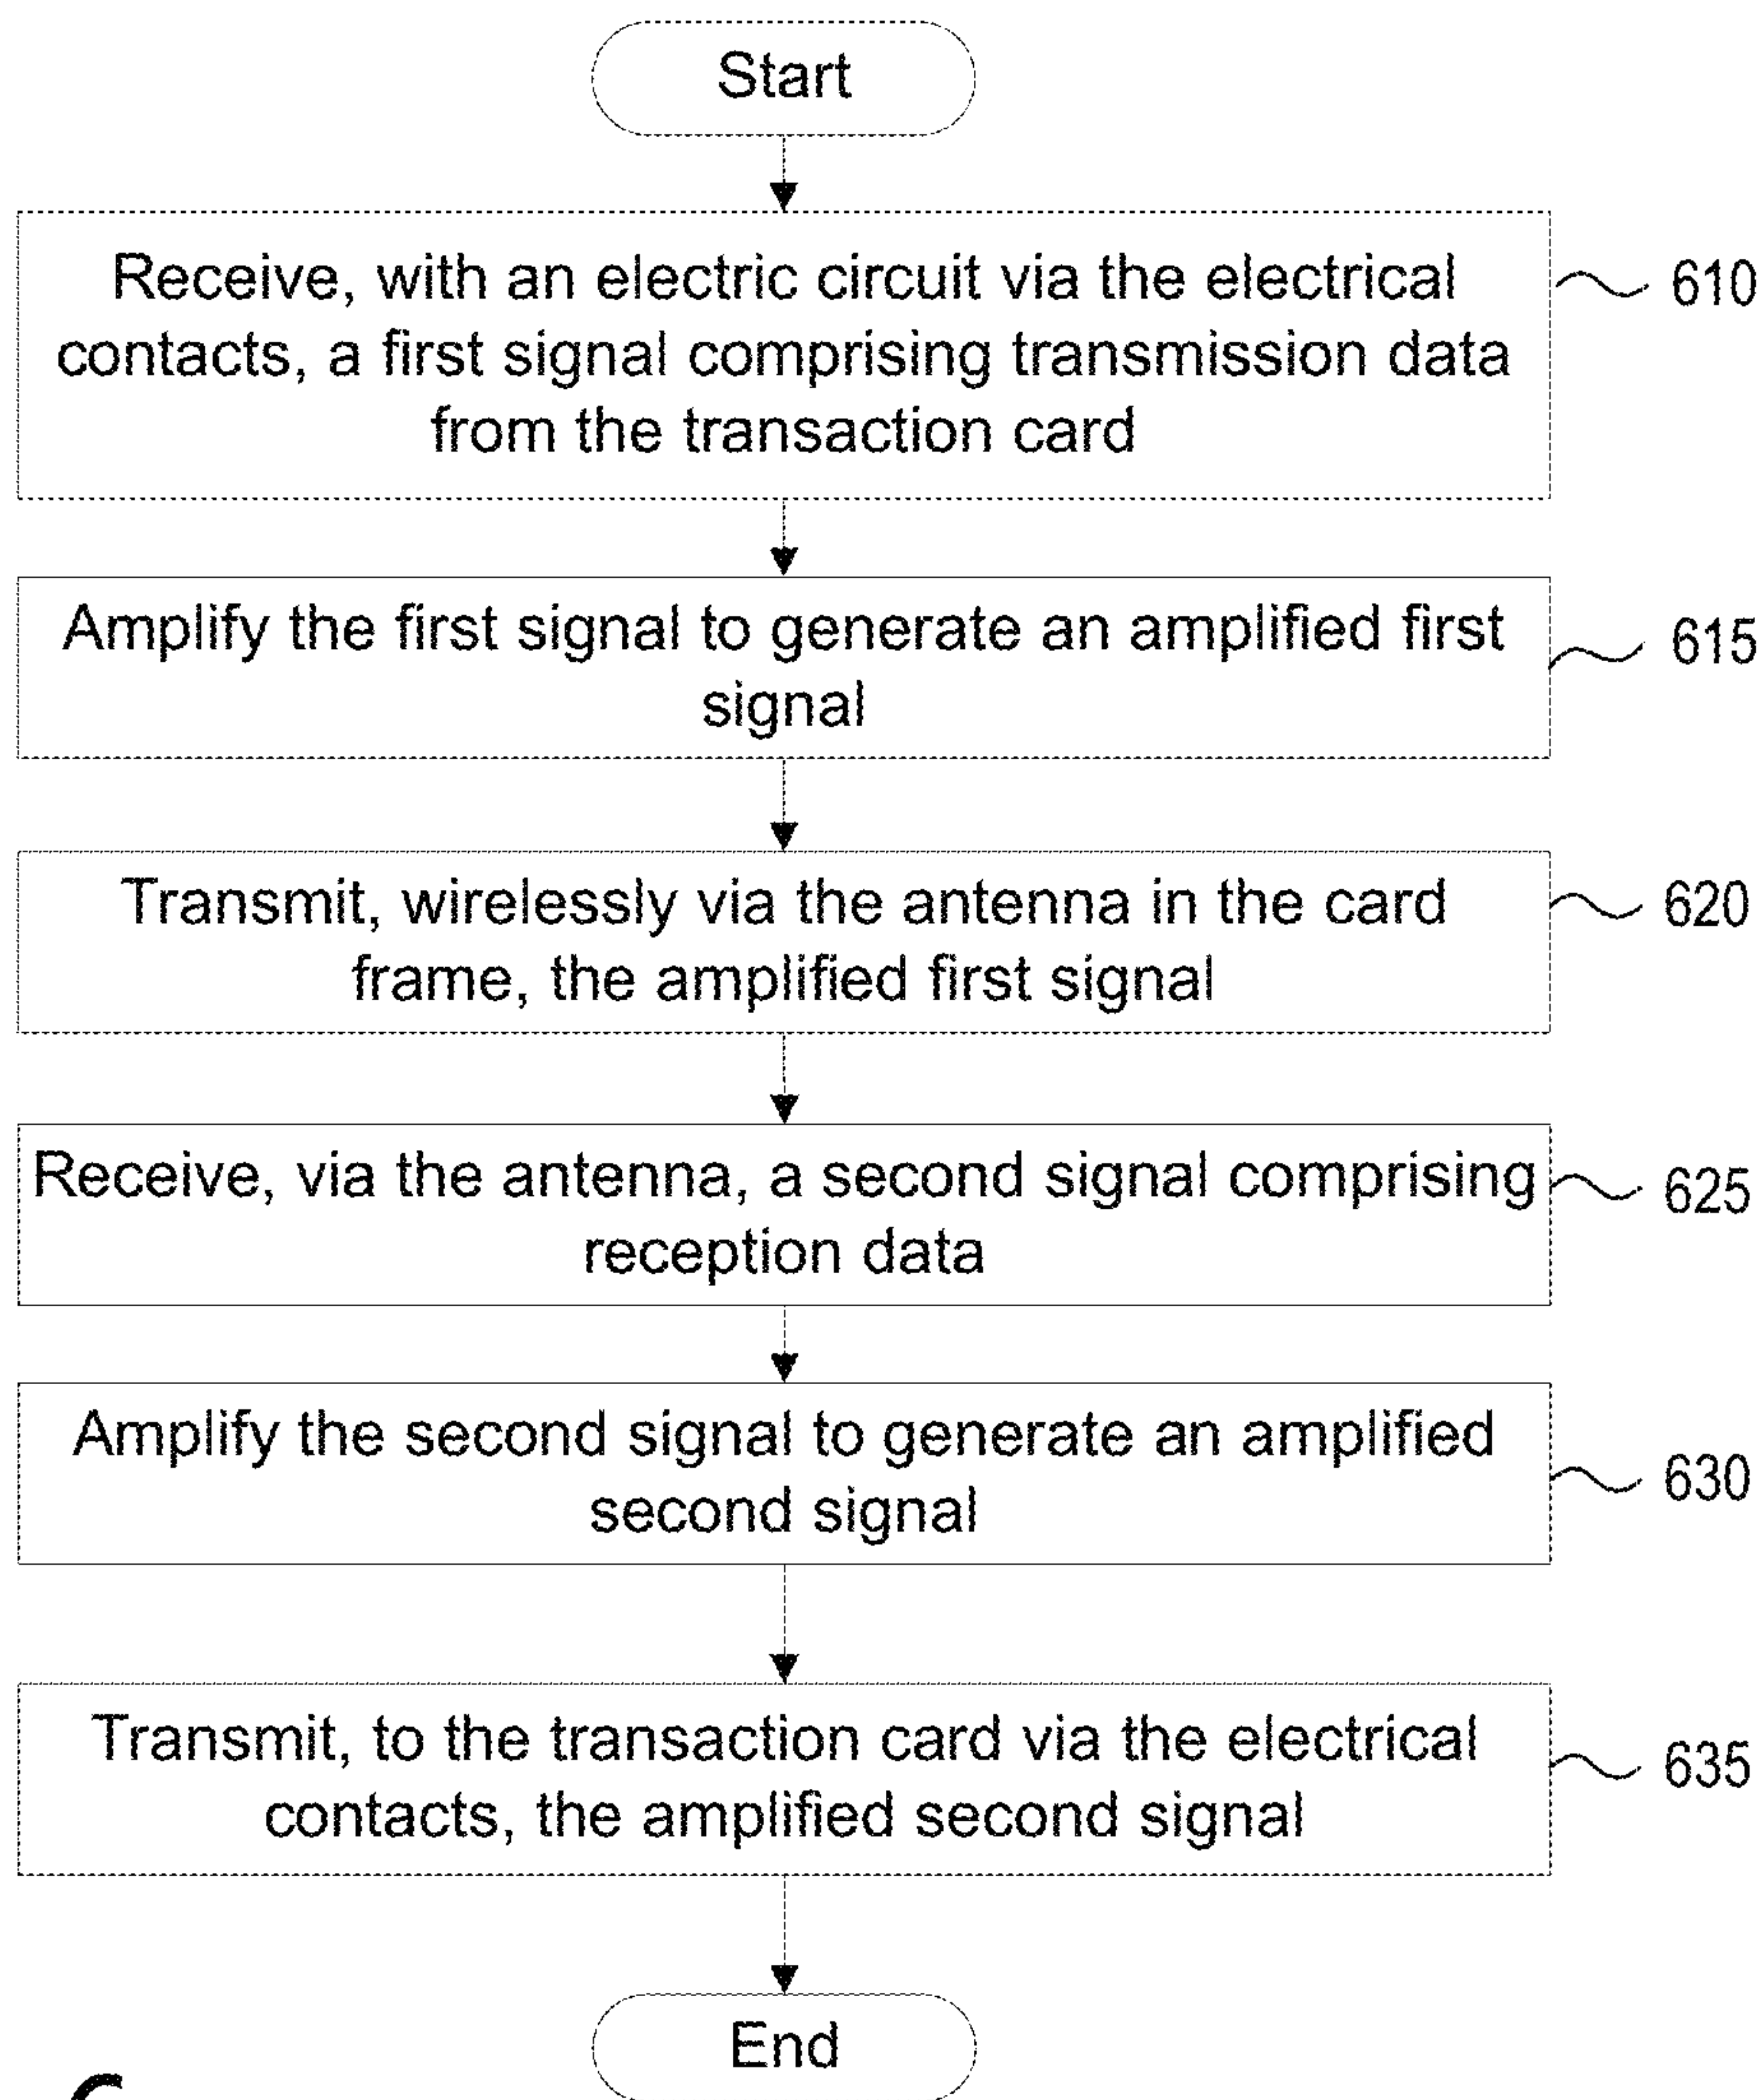 Start
Receive, with an electric circuit via the electrical
contacts, a first signal comprising transmission data
from the transaction card
610
Amplify the first signal to generate an amplified first
signal
615
Transmit, wirelessly via the antenna in the card
frame, the amplified first signal
620
Receive, via the antenna, a second signal comprising
reception data
625
Amplify the second signal to generate an amplified
second signal
630
Transmit, to the transaction card via the electrical
contacts, the amplified second signal
635
End